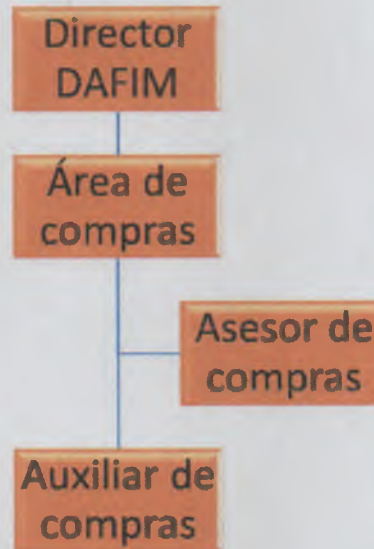 Director
DAFIM
Área de
compras
Asesor de
compras
Auxiliar de
compras